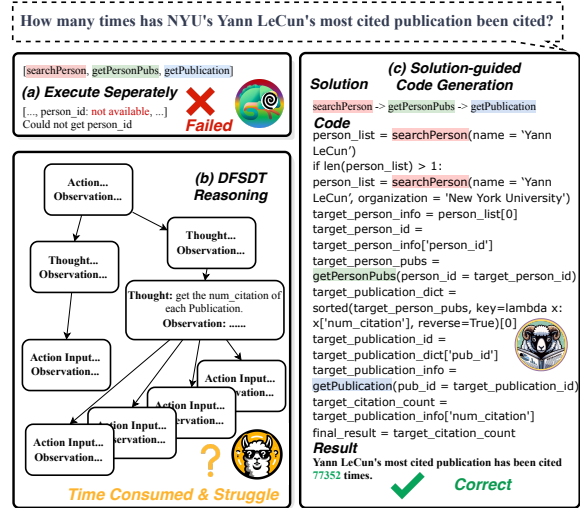 How many times has NYU's Yann LeCun's most cited publication been cited?
[searchPerson, getPersonPubs, getPublication]
(a) Execute Seperately
[..., person_id: not available, ...]
Could not get person_id
Failed
(b) DFSDT
Reasoning
Action...
Observation...
Thought...
Observation...
Thought...
Observation...
Thought: get the num_citation of
each Publication.
Observation: ......
Action Input...
Observation...
Action Input...
Observation...
Action Input...
Observation...
Action Input...
Observation...
Action Input...
Observation...
?
Time Consumed & Struggle
(c) Solution-guided
Code Generation
Solution
searchPerson -> getPersonPubs -> getPublication
Code
person_list = searchPerson(name = ‘Yann
LeCun’)
if len(person_list) > 1:
person_list = searchPerson(name = ‘Yann
LeCun’, organization = 'New York University')
target_person_info = person_list[0]
target_person_id =
target_person_info['person_id']
target_person_pubs =
getPersonPubs(person_id = target_person_id)
target_publication_dict =
sorted(target_person_pubs, key=lambda x:
x['num_citation'], reverse=True)[0]
target_publication_id =
target_publication_dict['pub_id']
target_publication_info =
getPublication(pub_id = target_publication_id)
target_citation_count =
target_publication_info['num_citation']
final_result = target_citation_count
Result
Yann LeCun's most cited publication has been cited
77352 times.
Correct